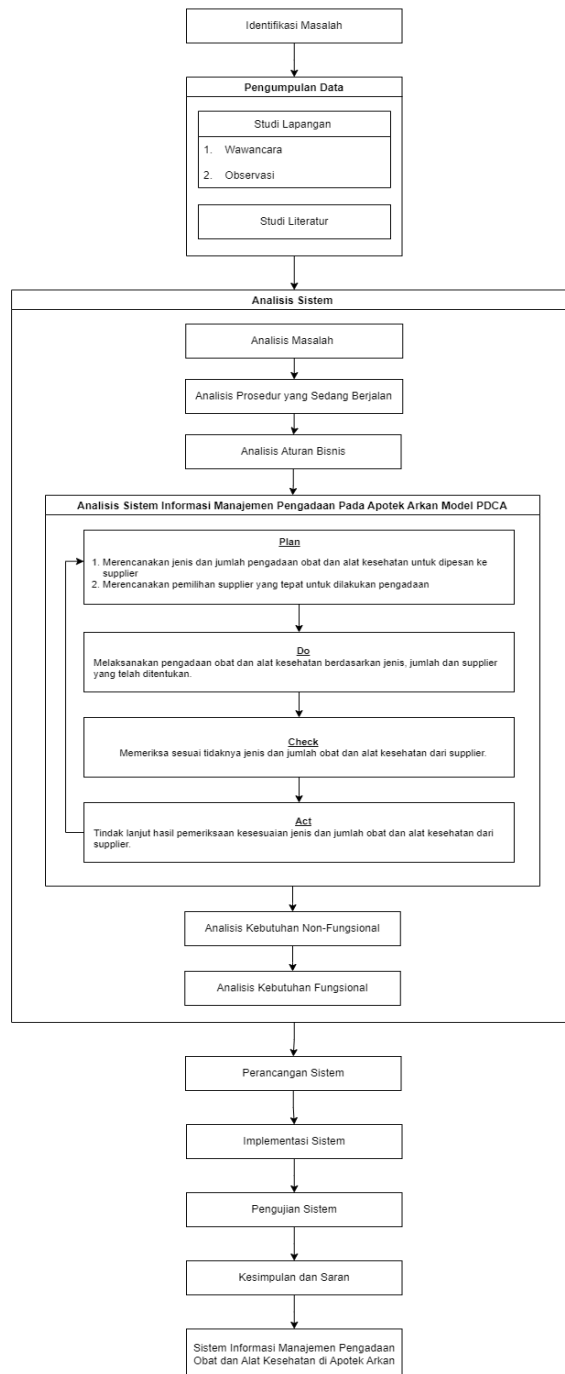 Identifikasi Masalah
Pengumpulan Data
Studi Lapangan
1. Wawancara
2. Observasi
Studi Literatur
Analisis Sistem
Analisis Masalah
Analisis Prosedur yang Sedang Berjalan
Analisis Aturan Bisnis
Analisis Sistem Informasi Manajemen Pengadaan Pada Apotek Arkan Model PDCA
Plan
1. Merencanakan jenis dan jumlah pengadaan obat dan alat kesehatan untuk dipesan ke
supplier
2. Merencanakan pemilihan supplier yang tepat untuk dilakukan pengadaan
Do
Melaksanakan pengadaan obat dan alat kesehatan berdasarkan jenis, jumlah dan supplier
yang telah ditentukan.
Check
Memeriksa sesuai tidaknya jenis dan jumlah obat dan alat kesehatan dari supplier.
Act
Tindak lanjut hasil pemeriksaan kesesuaian jenis dan jumlah obat dan alat kesehatan dari
supplier.
Analisis Kebutuhan Non-Fungsional
Analisis Kebutuhan Fungsional
Perancangan Sistem
Implementasi Sistem
Pengujian Sistem
Kesimpulan dan Saran
Sistem Informasi Manajemen Pengadaan
Obat dan Alat Kesehatan di Apotek Arkan